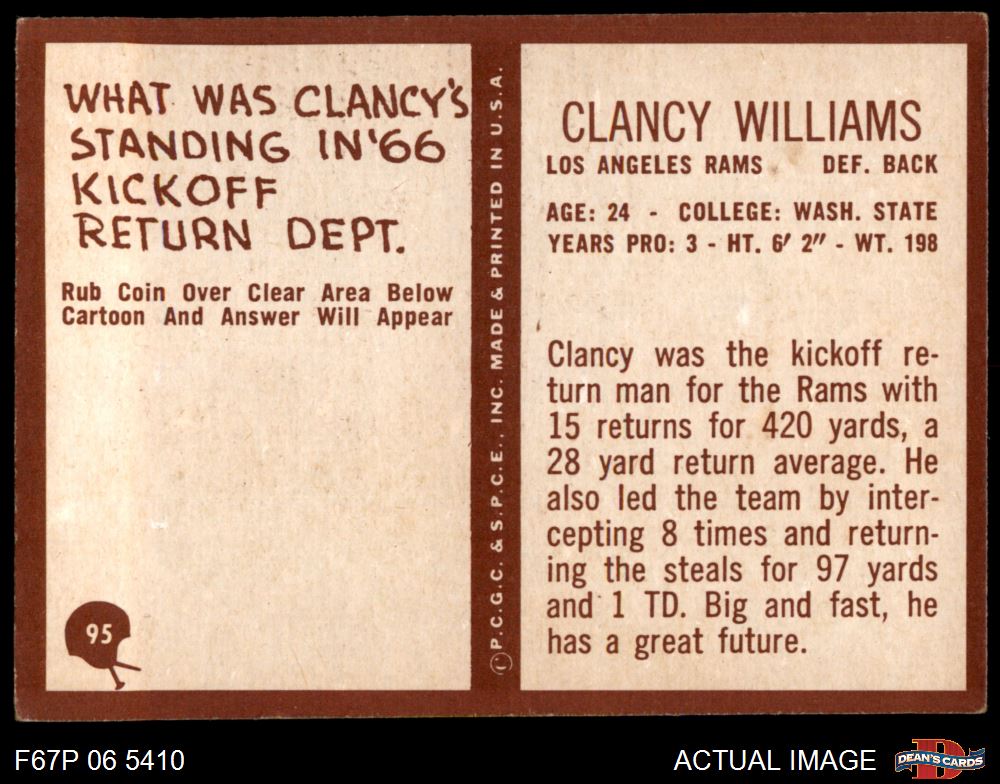 WHAT WAS CLANCY'S
STANDING IN '66
KICKOFF
RETURN DEPT.
Rub Coin Over Clear Area Below
Cartoon And Answer Will Appear
95
© P.C.G.C. & S.P.C.E., INC. MADE & PRINTED IN U.S.A.
CLANCY WILLIAMS
LOS ANGELES RAMS DEF. BACK
AGE: 24 - COLLEGE: WASH. STATE
YEARS PRO: 3 - HT. 6' 2" - WT. 198
Clancy was the kickoff re-
turn man for the Rams with
15 returns for 420 yards, a
28 yard return average. He
also led the team by inter-
cepting 8 times and return-
ing the steals for 97 yards
and 1 TD. Big and fast, he
has a great future.
F67P 06 5410
ACTUAL IMAGE
DEAN'S CARDS